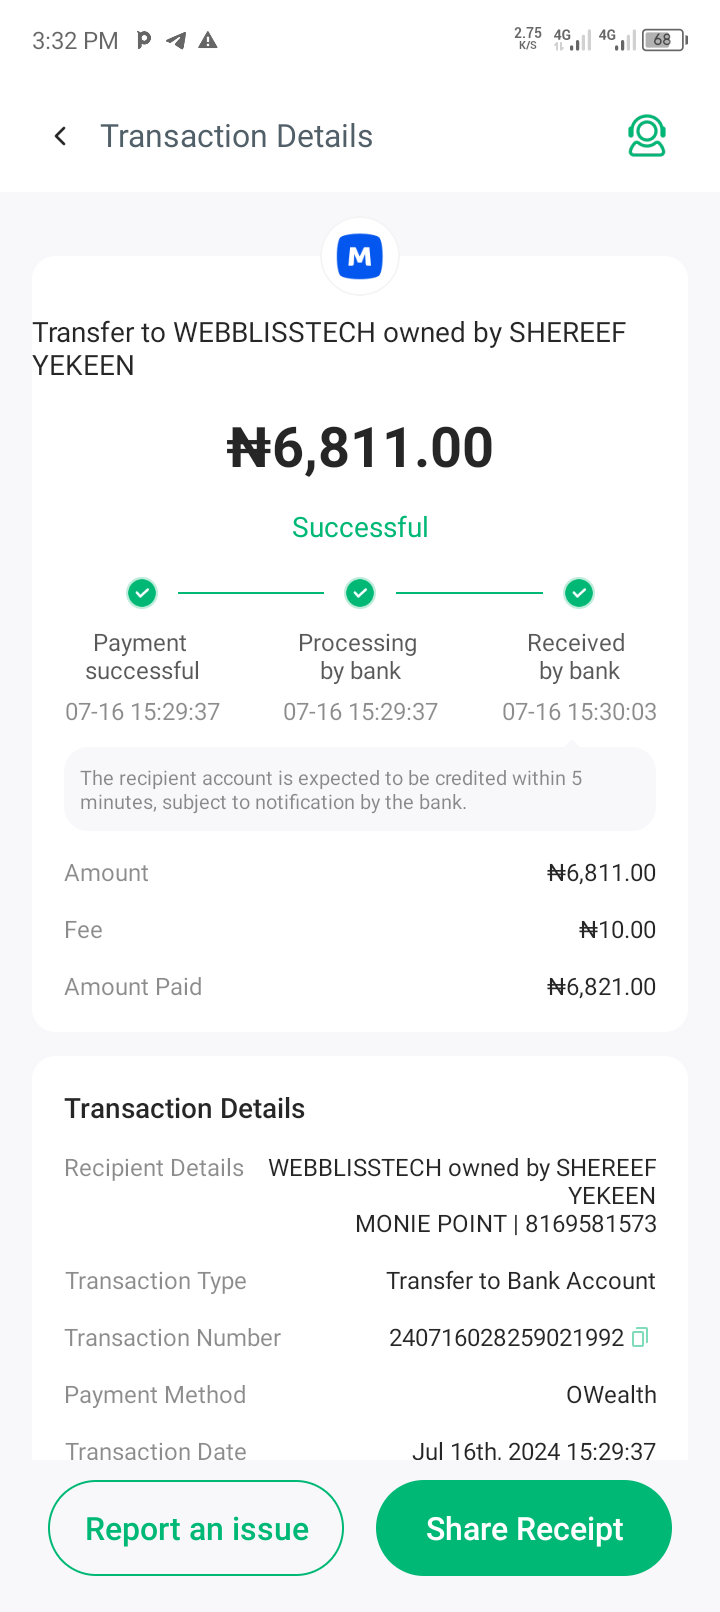 3:32 PM
2.75
K/S
4G
4G
68
Transaction Details
M
Transfer to WEBBLISSTECH owned by SHEREEF
YEKEEN
₦6,811.00
Successful
Payment
successful
07-16 15:29:37
Processing
by bank
07-16 15:29:37
Received
by bank
07-16 15:30:03
The recipient account is expected to be credited within 5
minutes, subject to notification by the bank.
Amount ₦6,811.00
Fee ₦10.00
Amount Paid ₦6,821.00
Transaction Details
Recipient Details WEBBLISSTECH owned by SHEREEF
YEKEEN
MONIE POINT | 8169581573
Transaction Type Transfer to Bank Account
Transaction Number 240716028259021992
Payment Method OWealth
Transaction Date Jul 16th, 2024 15:29:37
Report an issue
Share Receipt